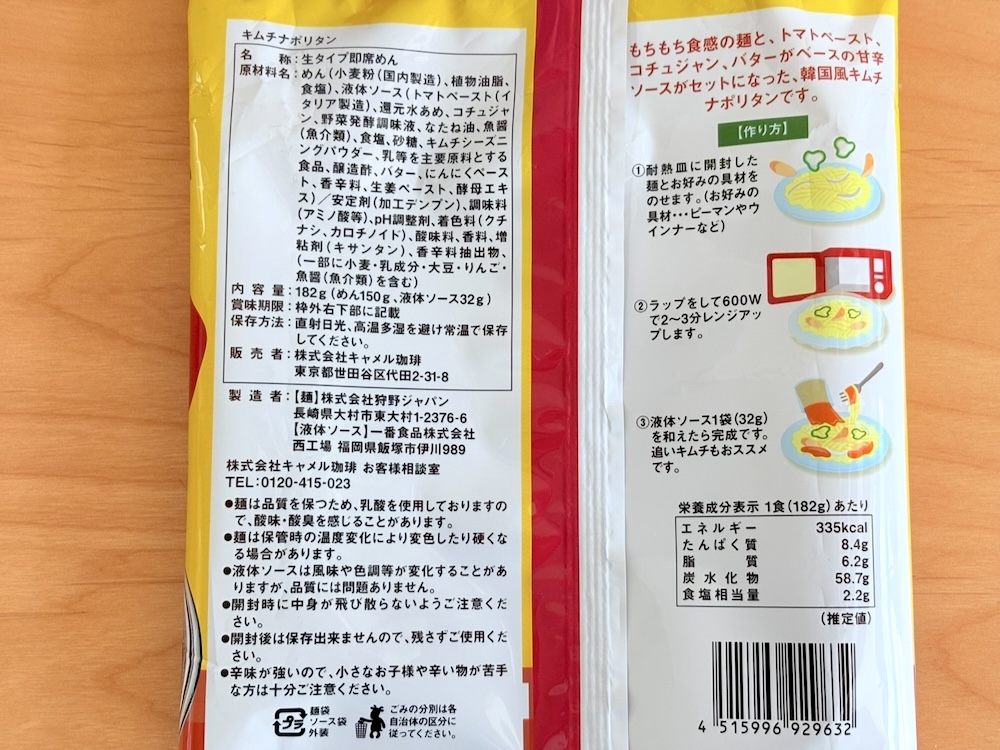 キムチナポリタン
名称:生タイプ即席めん
原材料名:めん(小麦粉(国内製造)、植物油脂、
食塩)、液体ソース(トマトペースト(イ
タリア製造)、還元水あめ、コチュジャ
ン、野菜発酵調味液、なたね油、魚醤
(魚介類)、食塩、砂糖、キムチシーズニ
ングパウダー、乳等を主要原料とする
食品、醸造酢、バター、にんにくペース
ト、香辛料、生姜ペースト、酵母エキ
ス)/安定剤(加工デンプン)、調味料
(アミノ酸等)、pH調整剤、着色料(クチ
ナシ、カロチノイド)、酸味料、香料、増
粘剤(キサンタン)、香辛料抽出物、
(一部に小麦・乳成分・大豆・りんご・
魚醤(魚介類)を含む)
内容量:182g(めん150g、液体ソース32g)
賞味期限:枠外右下部に記載
保存方法:直射日光、高温多湿を避け常温で保存
してください。
販売者:株式会社キャメル珈琲
東京都世田谷区代田2-31-8
製造者:【麺】株式会社狩野ジャパン
長崎県大村市東大村1-2376-6
【液体ソース】一番食品株式会社
西工場 福岡県飯塚市伊川989
株式会社キャメル珈琲 お客様相談室
TEL:0120-415-023
●麺は品質を保つため、乳酸を使用しておりますの
で、酸味・酸臭を感じることがあります。
●麺は保管時の温度変化により変色したり硬くな
る場合があります。
●液体ソースは風味や色調等が変化することがあ
りますが、品質には問題ありません。
●開封時に中身が飛び散らないようご注意くだ
さい。
●開封後は保存出来ませんので、残さずご使用くだ
さい。
●辛味が強いので、小さなお子様や辛い物が苦手
な方は十分ご注意ください。
プラ
麺袋
ソース袋
外装
ごみの分別は各
自治体の区分に
従ってください。
もちもち食感の麺と、トマトペースト、
コチュジャン、バターがベースの甘辛
ソースがセットになった、韓国風キムチ
ナポリタンです。
【作り方】
①耐熱皿に開封した
麺とお好みの具材を
のせます。(お好みの
具材・・・ピーマンやウ
インナーなど)
②ラップをして600W
で2~3分レンジアッ
プします。
③液体ソース1袋(32g)
を和えたら完成です。
追いキムチもおススメ
です。
栄養成分表示 1食(182g)あたり
エネルギー 335kcal
たんぱく質 8.4g
脂質 6.2g
炭水化物 58.7g
食塩相当量 2.2g
(推定値)
4 515996 929632